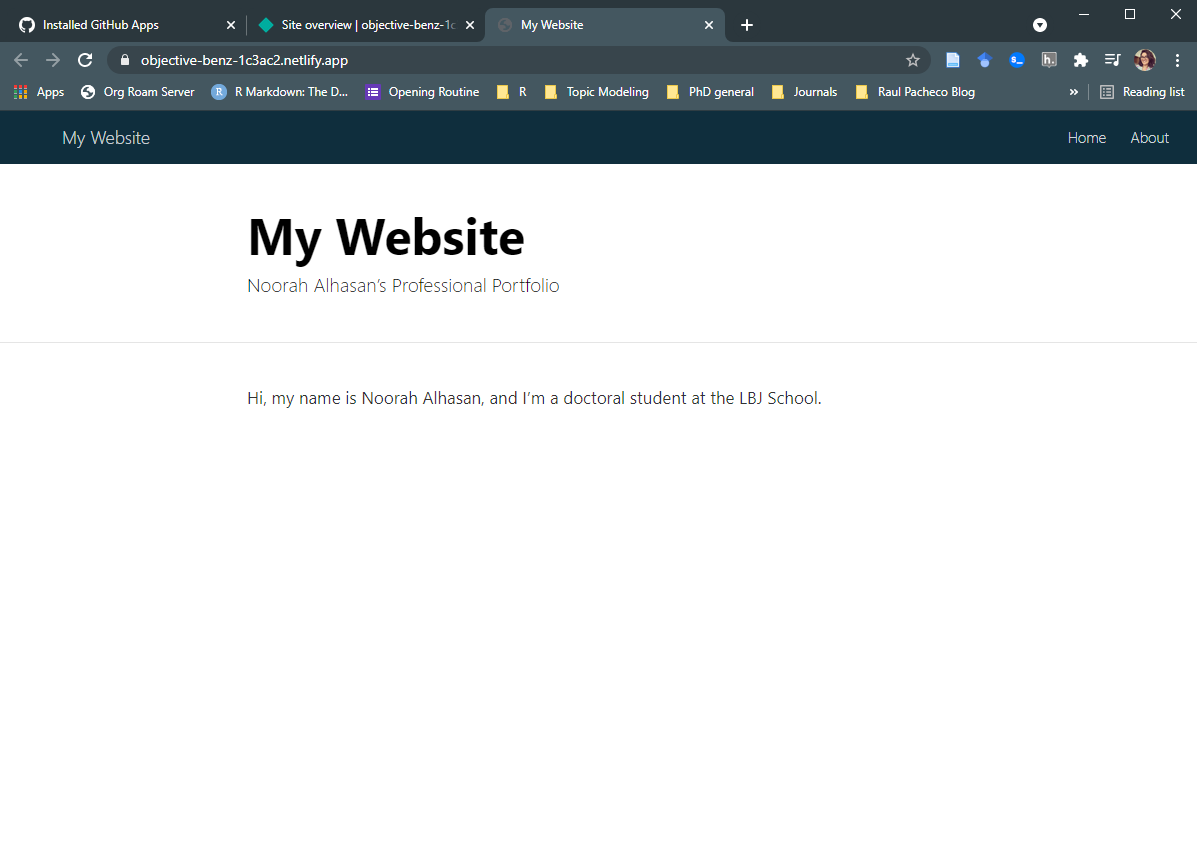 Installed GitHub Apps
Site overview | objective-benz-1c
My Website
objective-benz-1c3ac2.netlify.app
s_
h.
Apps
Org Roam Server
R
R Markdown: The D...
Opening Routine
R
Topic Modeling
PhD general
Journals
Raul Pacheco Blog
»
Reading list
My Website
Home
About
My Website
Noorah Alhasan’s Professional Portfolio
Hi, my name is Noorah Alhasan, and I’m a doctoral student at the LBJ School.